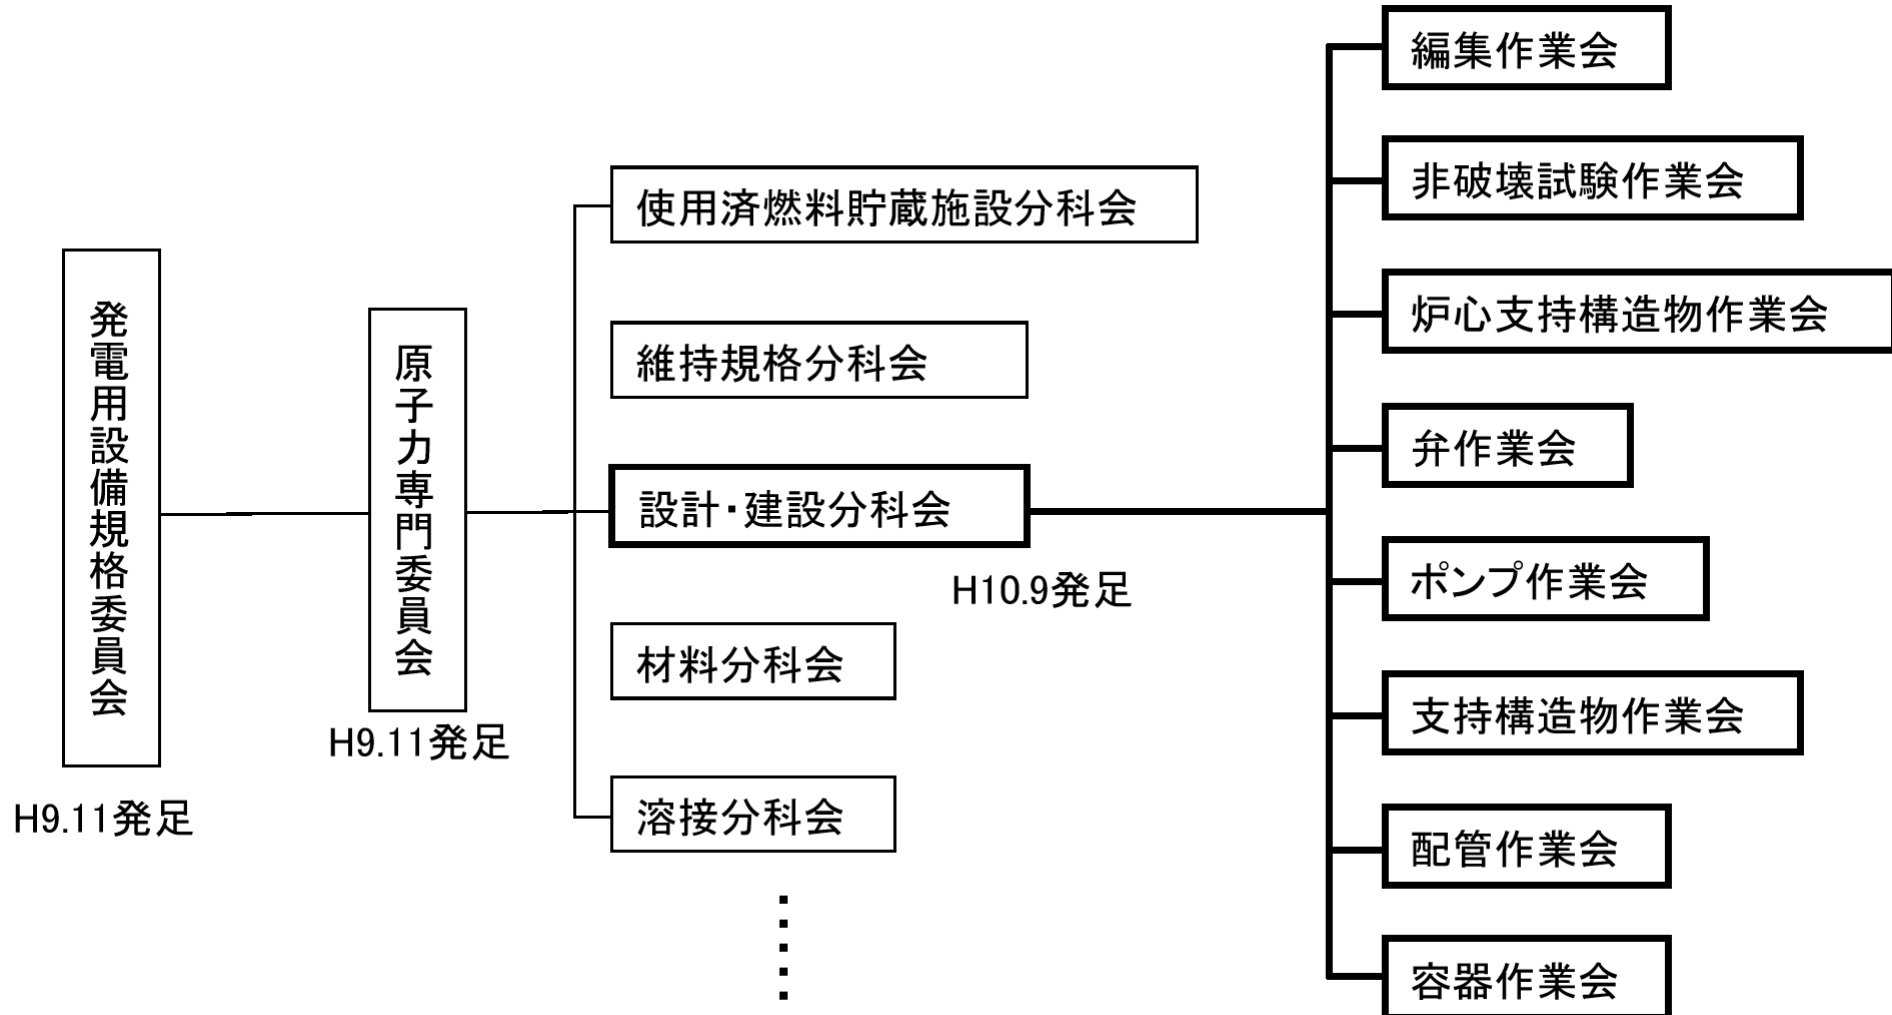 発電用設備規格委員会
H9.11発足
原子力専門委員会
H9.11発足
使用済燃料貯蔵施設分科会
維持規格分科会
設計・建設分科会
H10.9発足
材料分科会
溶接分科会
編集作業会
非破壊試験作業会
炉心支持構造物作業会
弁作業会
ポンプ作業会
支持構造物作業会
配管作業会
容器作業会